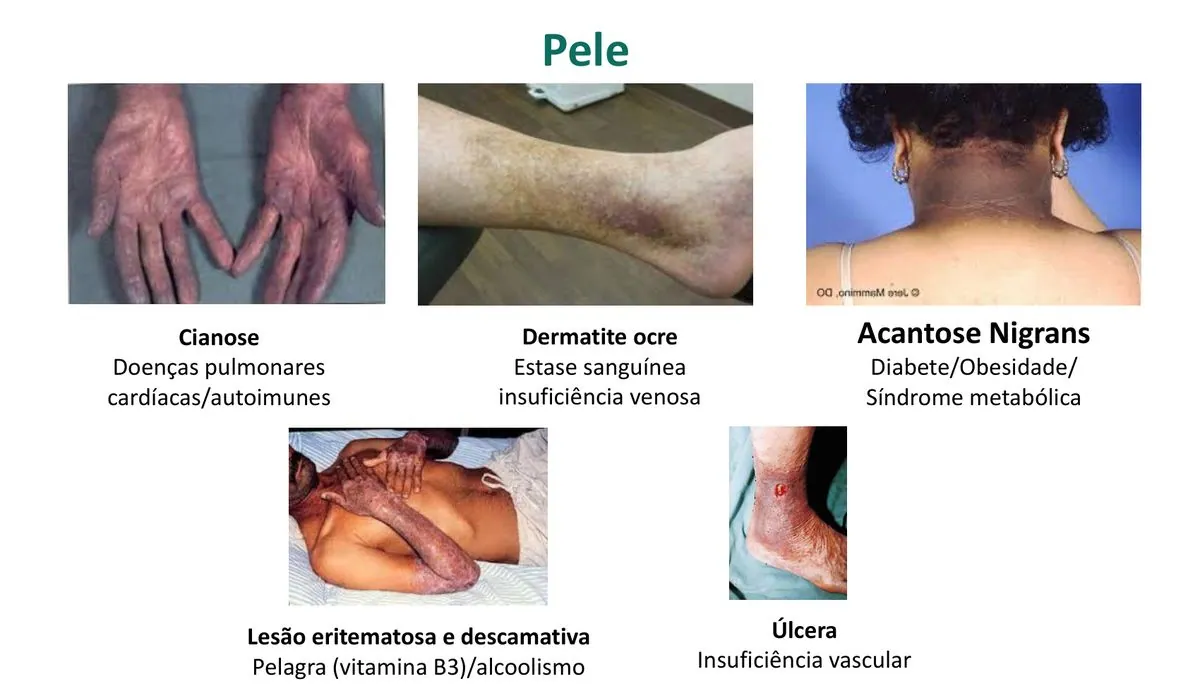 Pele
© Jere Mammino, DO
Cianose
Doenças pulmonares
cardíacas/autoimunes
Dermatite ocre
Estase sanguínea
insuficiência venosa
Acantose Nigrans
Diabete/Obesidade/
Síndrome metabólica
Lesão eritematosa e descamativa
Pelagra (vitamina B3)/alcoolismo
Úlcera
Insuficiência vascular